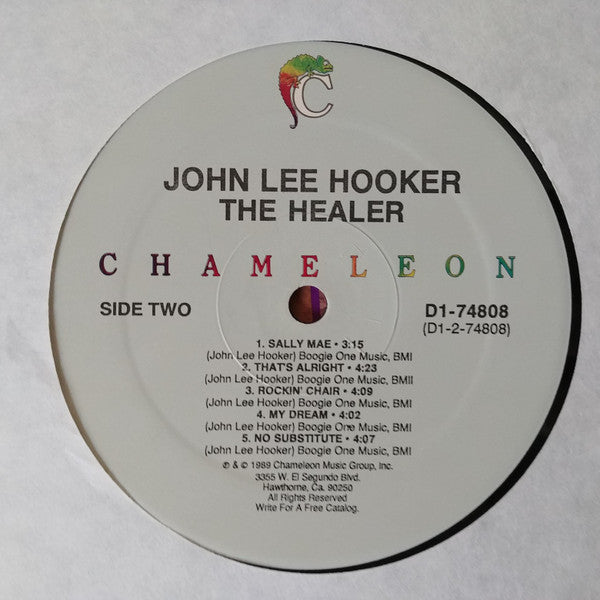 C
JOHN LEE HOOKER
THE HEALER
CHAMELEON
SIDE TWO
D1-74808
(D1-2-74808)
1. SALLY MAE • 3:15
(John Lee Hooker) Boogie One Music, BMI
2. THAT'S ALRIGHT • 4:23
(John Lee Hooker) Boogie One Music, BMII
3. ROCKIN' CHAIR • 4:09
(John Lee Hooker) Boogie One Music, BMI
4. MY DREAM • 4:02
(John Lee Hooker) Boogie One Music, BMI
5. NO SUBSTITUTE • 4:07
(John Lee Hooker) Boogie One Music, BMI
℗ & © 1989 Chameleon Music Group, Inc.
3355 W. El Segundo Blvd.
Hawthorne, Ca. 90250
All Rights Reserved
Write For A Free Catalog.